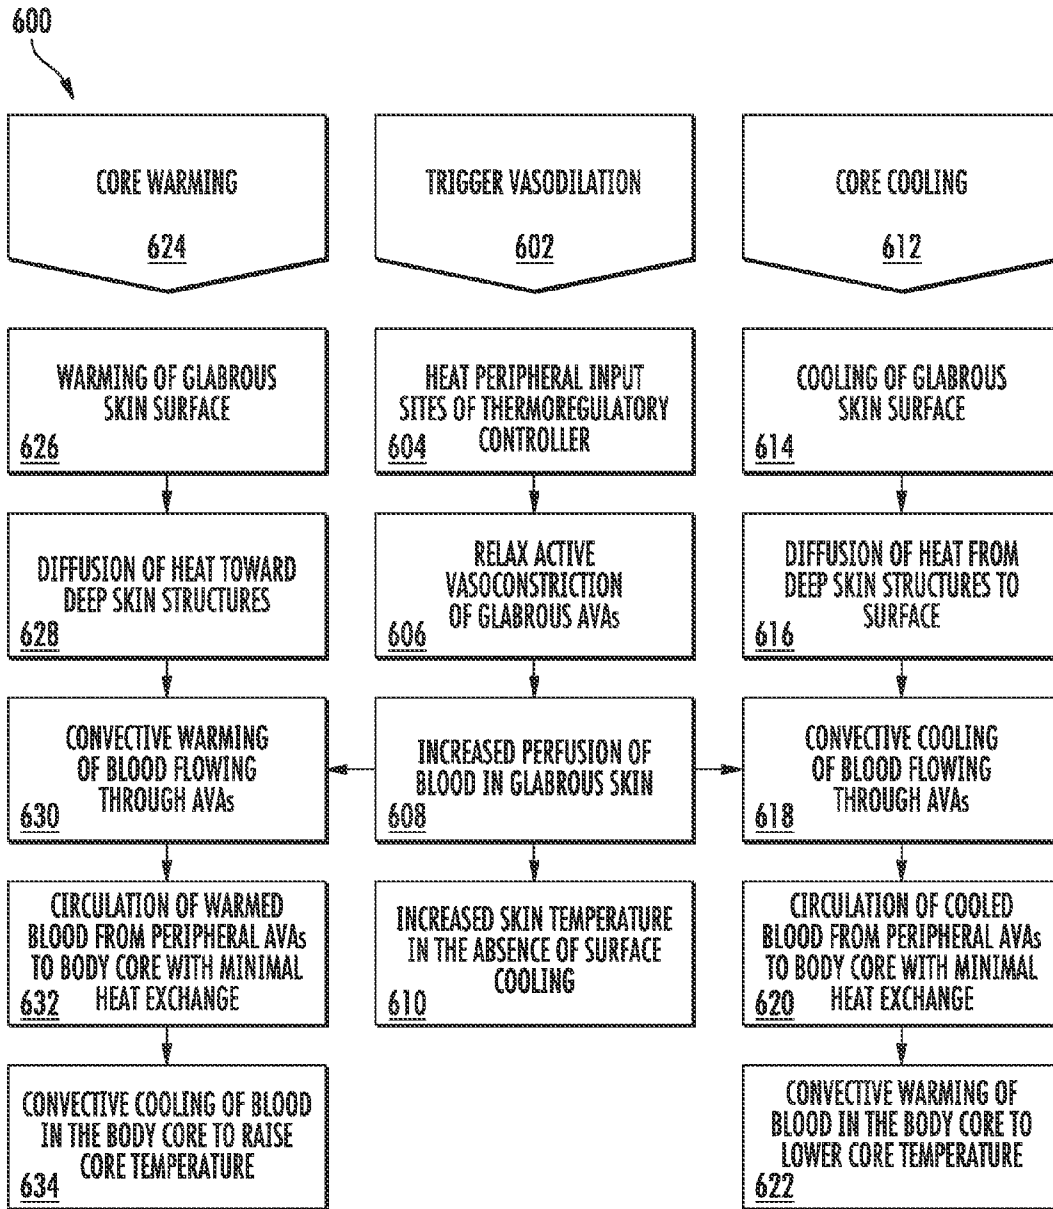 600
CORE WARMING
624
TRIGGER VASODILATION
602
CORE COOLING
612
WARMING OF GLABROUS
SKIN SURFACE
626
HEAT PERIPHERAL INPUT
SITES OF THERMOREGULATORY
CONTROLLER
604
COOLING OF GLABROUS
SKIN SURFACE
614
DIFFUSION OF HEAT TOWARD
DEEP SKIN STRUCTURES
628
RELAX ACTIVE
VASOCONSTRICTION
OF GLABROUS AVAs
606
DIFFUSION OF HEAT FROM
DEEP SKIN STRUCTURES TO
SURFACE
616
CONVECTIVE WARMING
OF BLOOD FLOWING
THROUGH AVAs
630
INCREASED PERFUSION OF
BLOOD IN GLABROUS SKIN
608
CONVECTIVE COOLING
OF BLOOD FLOWING
THROUGH AVAs
618
CIRCULATION OF WARMED
BLOOD FROM PERIPHERAL AVAs
TO BODY CORE WITH MINIMAL
HEAT EXCHANGE
632
INCREASED SKIN TEMPERATURE
IN THE ABSENCE OF SURFACE
COOLING
610
CIRCULATION OF COOLED
BLOOD FROM PERIPHERAL AVAs
TO BODY CORE WITH MINIMAL
HEAT EXCHANGE
620
CONVECTIVE COOLING OF BLOOD
IN THE BODY CORE TO RAISE
CORE TEMPERATURE
634
CONVECTIVE WARMING OF
BLOOD IN THE BODY CORE TO
LOWER CORE TEMPERATURE
622